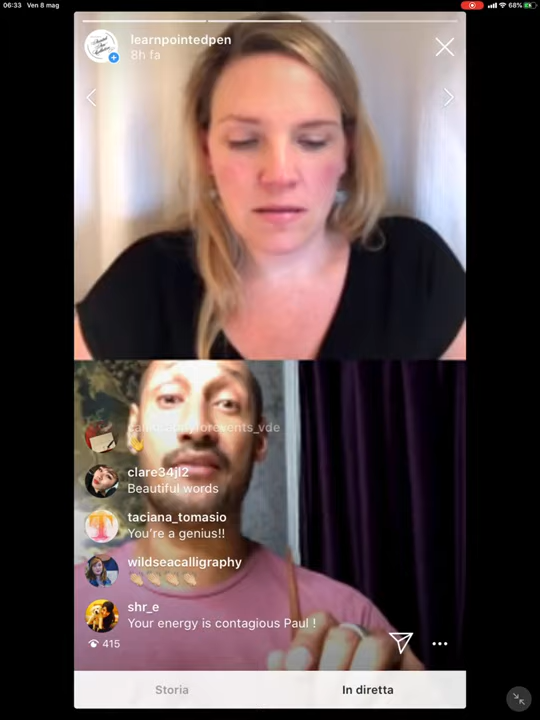 06:33 Ven 8 mag
68%
learnpointedpen
8h fa
clare34jl2
Beautiful words
taciana_tomasio
You're a genius!!
wildseacalligraphy
shr_e
Your energy is contagious Paul !
415
Storia
In diretta